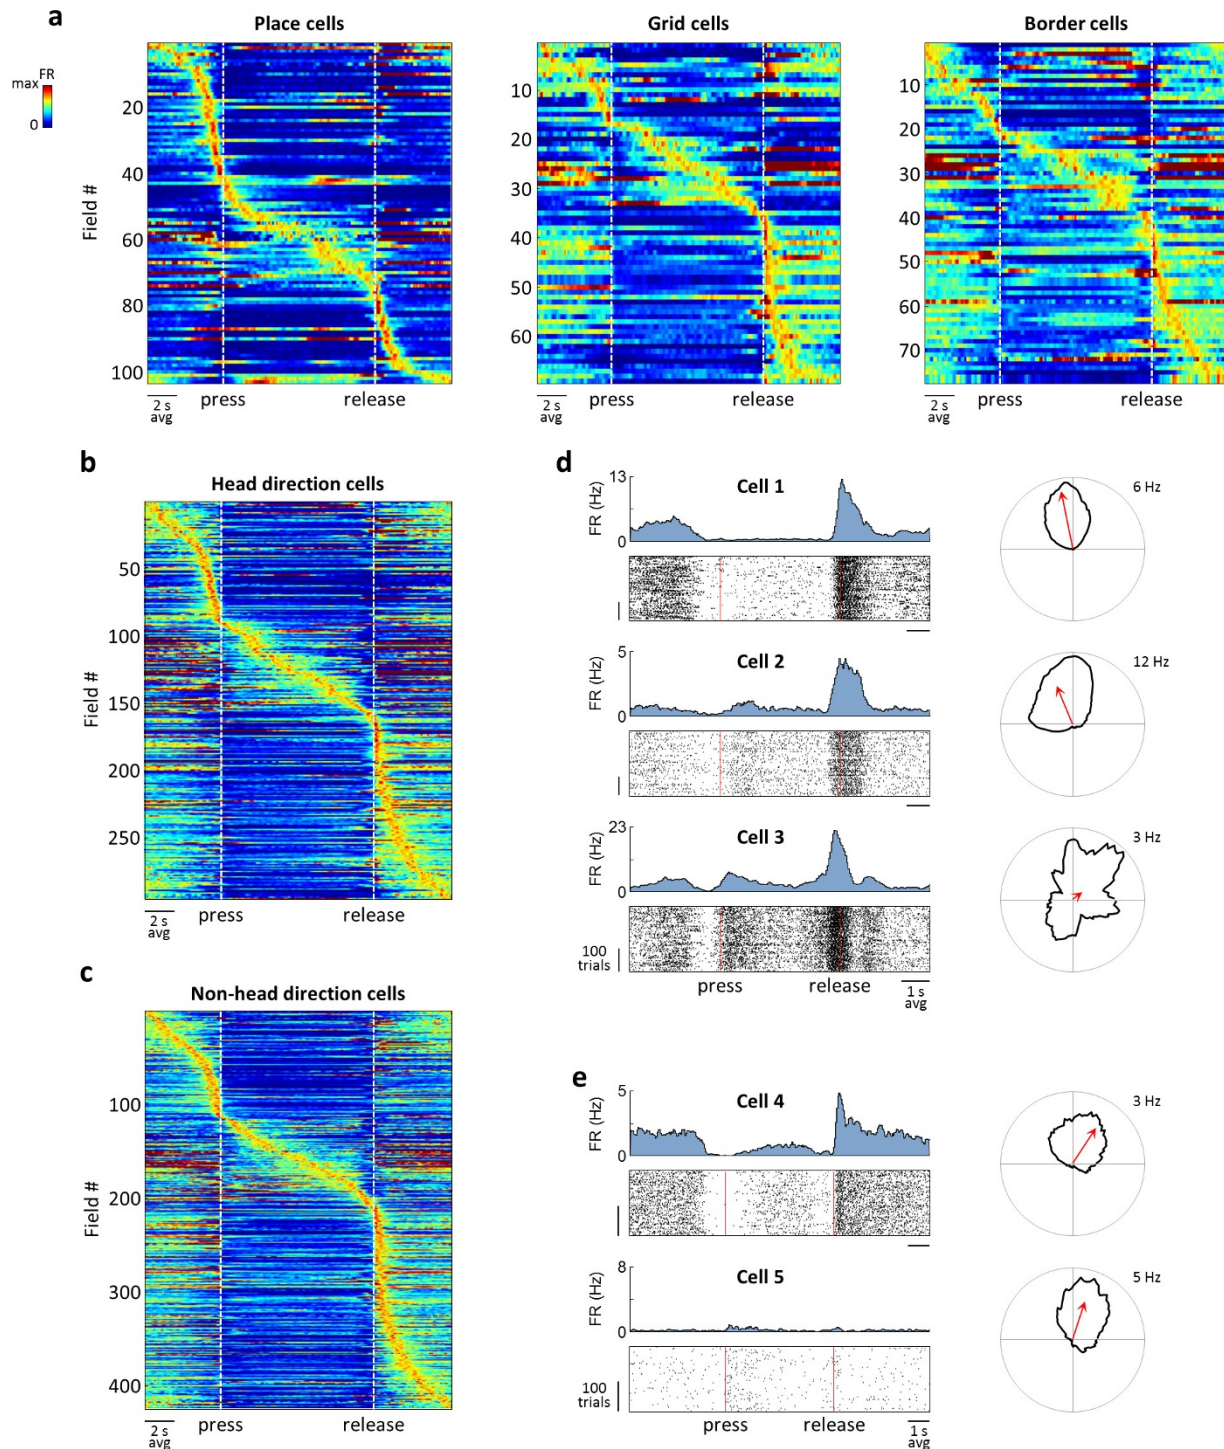 a
Place cells
Grid cells
Border cells
FR
max
0
Field #
20
40
60
80
100
10
20
30
40
50
60
10
20
30
40
50
60
70
2 s
avg
press
release
2 s
avg
press
release
2 s
avg
press
release
b
Head direction cells
Field #
50
100
150
200
250
2 s
avg
press
release
c
Non-head direction cells
Field #
100
200
300
400
2 s
avg
press
release
d
Cell 1
FR (Hz)
13
0
6 Hz
Cell 2
FR (Hz)
5
0
12 Hz
Cell 3
FR (Hz)
23
0
3 Hz
100
trials
press
release
1 s
avg
e
Cell 4
FR (Hz)
5
0
3 Hz
Cell 5
FR (Hz)
8
0
5 Hz
100
trials
press
release
1 s
avg